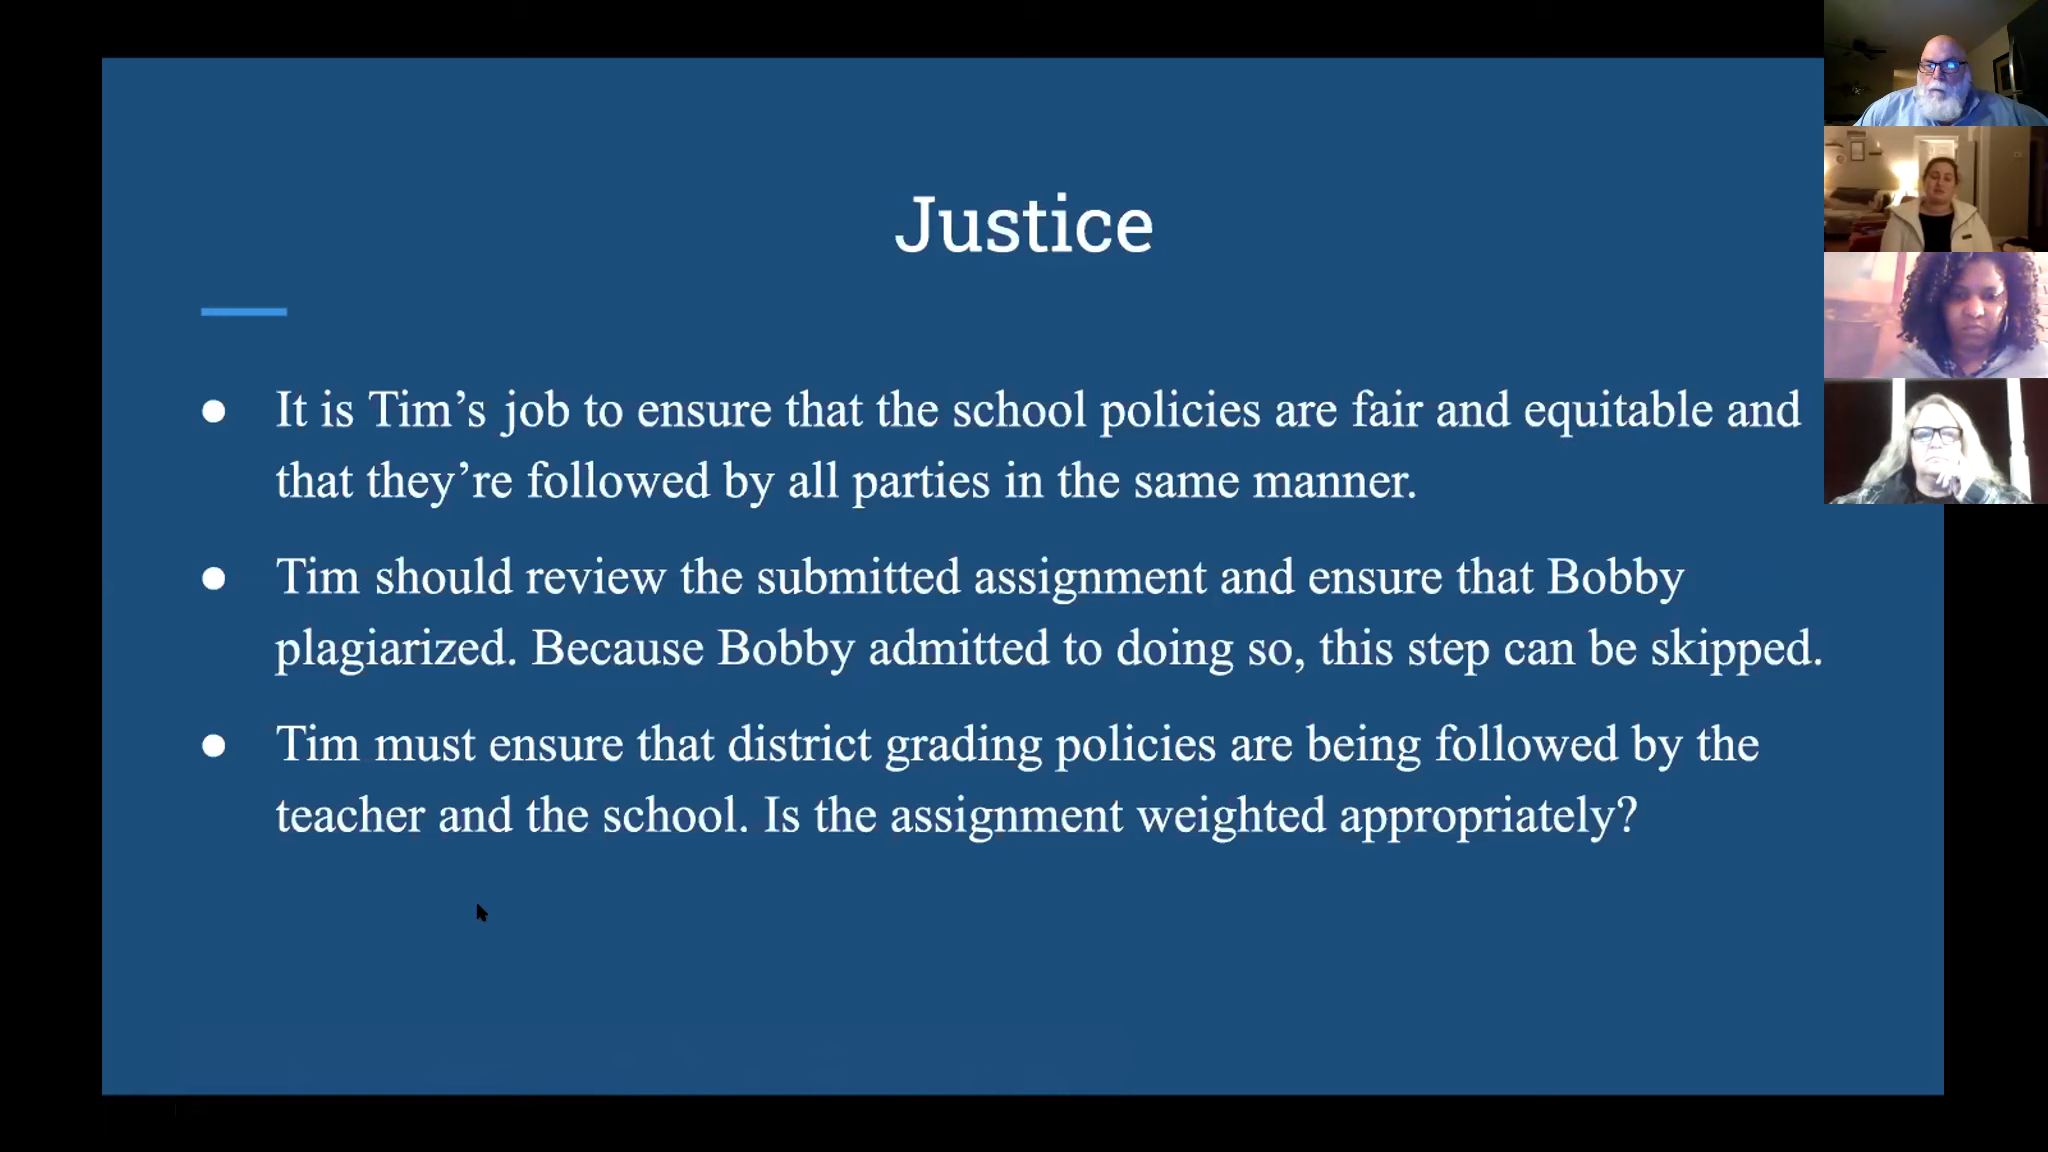 Justice
● It is Tim’s job to ensure that the school policies are fair and equitable and
that they’re followed by all parties in the same manner.
● Tim should review the submitted assignment and ensure that Bobby
plagiarized. Because Bobby admitted to doing so, this step can be skipped.
● Tim must ensure that district grading policies are being followed by the
teacher and the school. Is the assignment weighted appropriately?